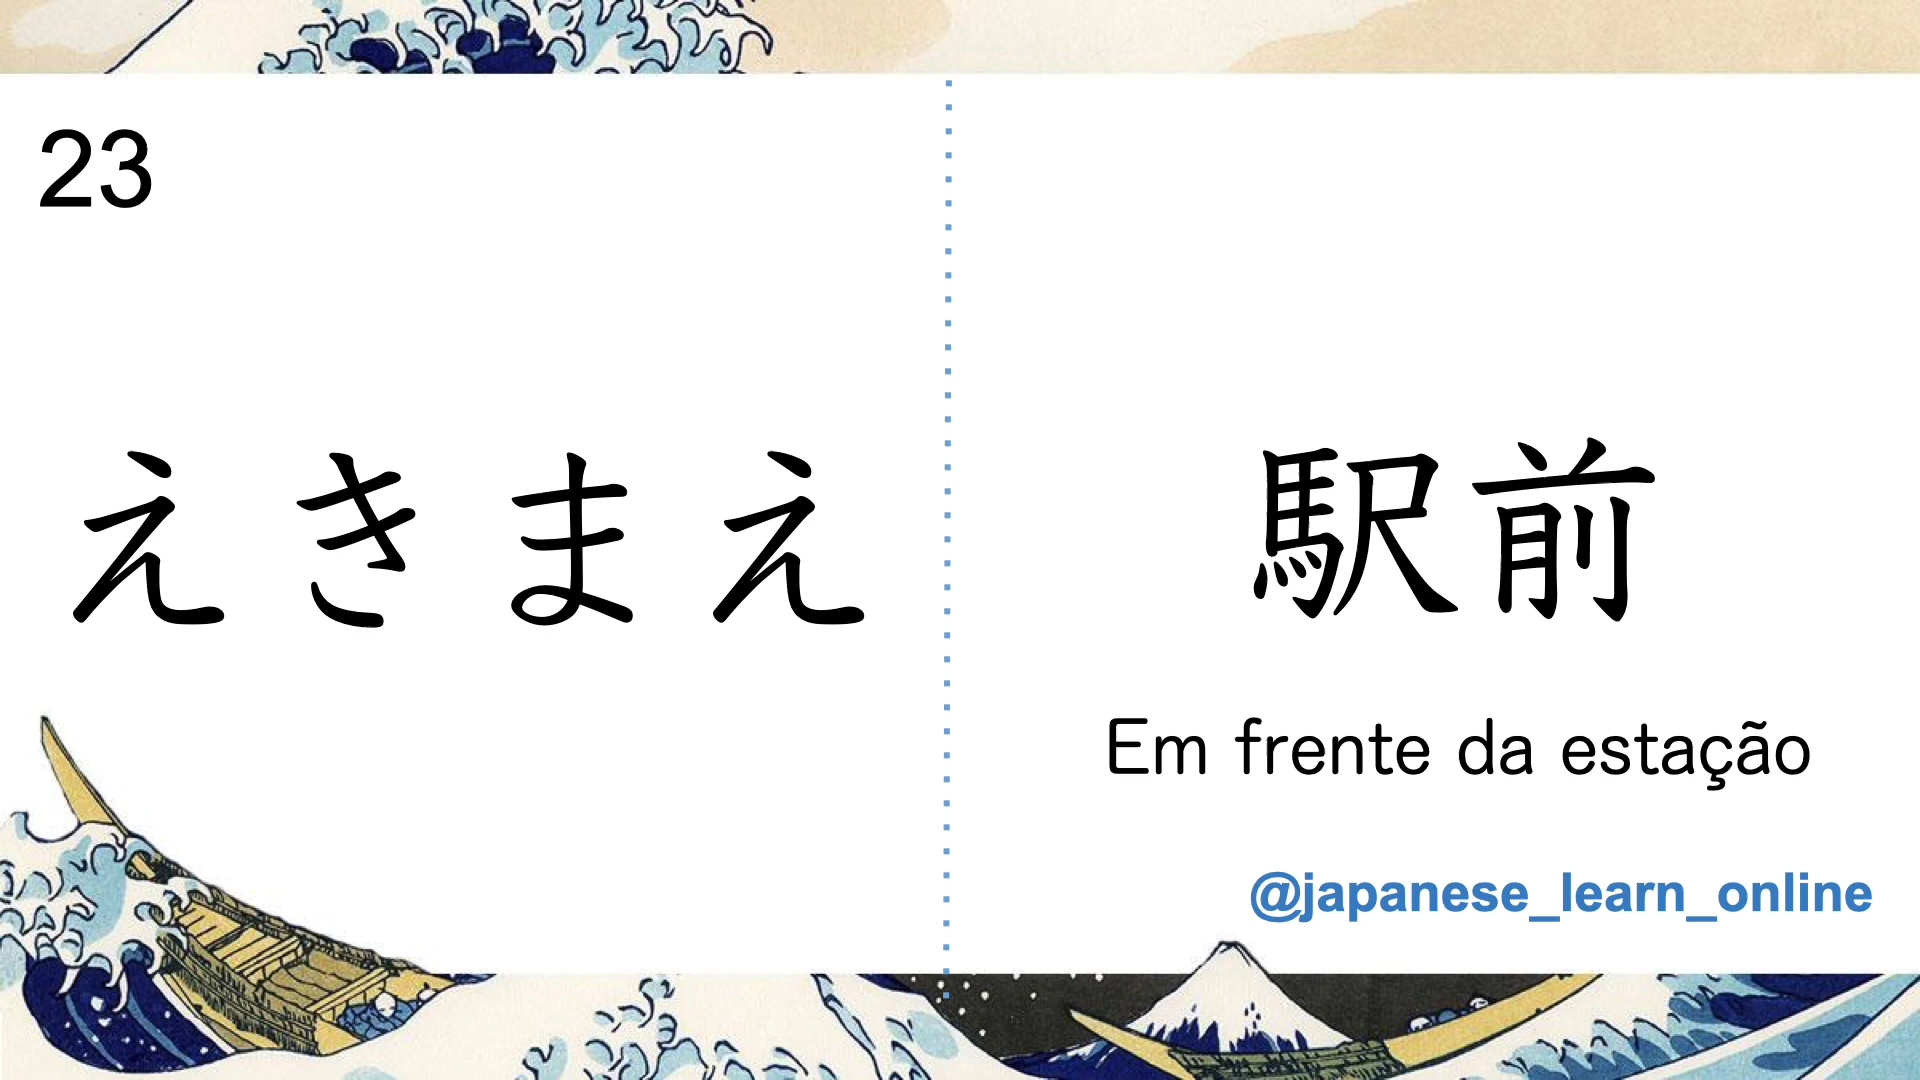 23
えきまえ
駅前
Em frente da estação
@japanese_learn_online